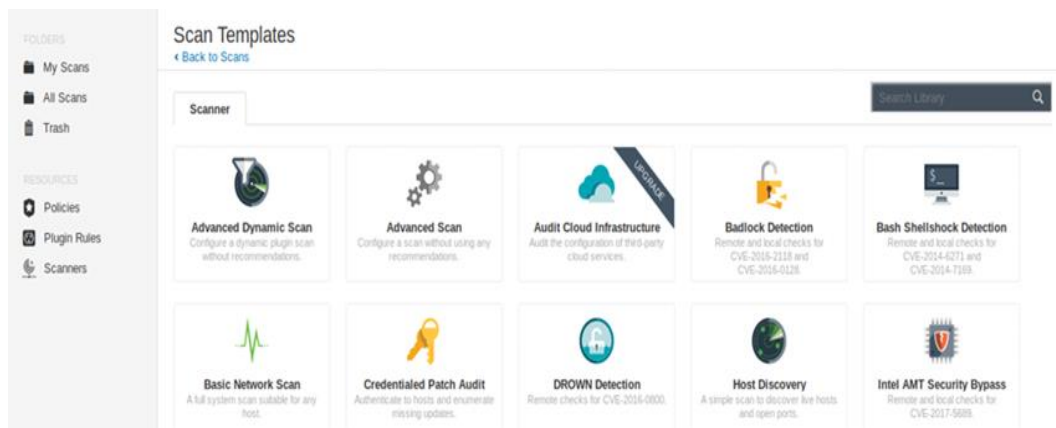 FOLDERS
My Scans
All Scans
Trash
RESOURCES
Policies
Plugin Rules
Scanners
Scan Templates
‹ Back to Scans
Scanner
Search Library
Advanced Dynamic Scan
Configure a dynamic plugin scan
without recommendations.
Advanced Scan
Configure a scan without using any
recommendations.
UPGRADE
Audit Cloud Infrastructure
Audit the configuration of third-party
cloud services.
Badlock Detection
Remote and local checks for
CVE-2016-2118 and
CVE-2016-0128.
$_
Bash Shellshock Detection
Remote and local checks for
CVE-2014-6271 and
CVE-2014-7169.
Basic Network Scan
A full system scan suitable for any
host.
Credentialed Patch Audit
Authenticate to hosts and enumerate
missing updates.
DROWN Detection
Remote checks for CVE-2016-0800.
Host Discovery
A simple scan to discover live hosts
and open ports.
Intel AMT Security Bypass
Remote and local checks for
CVE-2017-5689.